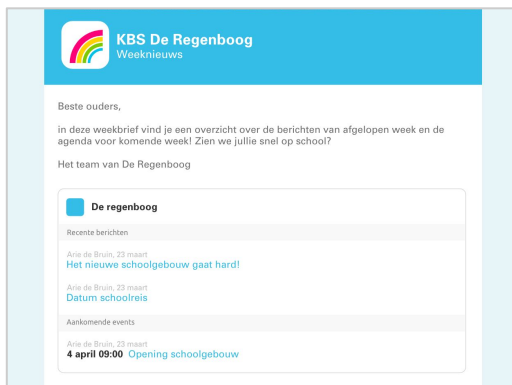 KBS De Regenboog
Weeknieuws
Beste ouders,
in deze weekbrief vind je een overzicht over de berichten van afgelopen week en de
agenda voor komende week! Zien we jullie snel op school?
Het team van De Regenboog
De regenboog
Recente berichten
Arie de Bruin, 23 maart
Het nieuwe schoolgebouw gaat hard!
Arie de Bruin, 23 maart
Datum schoolreis
Aankomende events
Arie de Bruin, 23 maart
4 april 09:00 Opening schoolgebouw